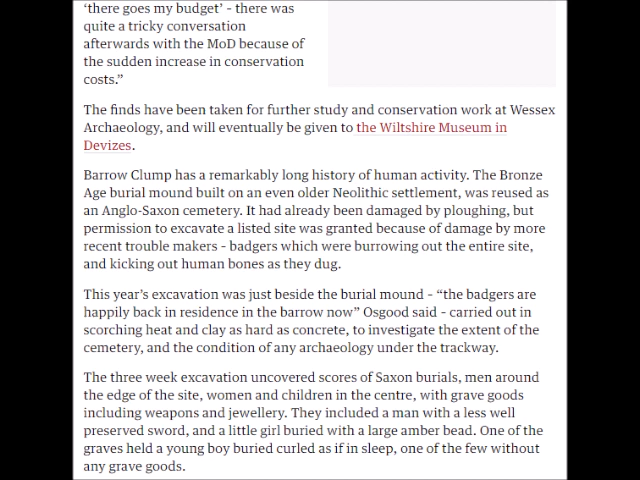 ‘there goes my budget’ – there was
quite a tricky conversation
afterwards with the MoD because of
the sudden increase in conservation
costs.”
The finds have been taken for further study and conservation work at Wessex
Archaeology, and will eventually be given to the Wiltshire Museum in
Devizes.
Barrow Clump has a remarkably long history of human activity. The Bronze
Age burial mound built on an even older Neolithic settlement, was reused as
an Anglo-Saxon cemetery. It had already been damaged by ploughing, but
permission to excavate a listed site was granted because of damage by more
recent trouble makers – badgers which were burrowing out the entire site,
and kicking out human bones as they dug.
This year’s excavation was just beside the burial mound – “the badgers are
happily back in residence in the barrow now” Osgood said – carried out in
scorching heat and clay as hard as concrete, to investigate the extent of the
cemetery, and the condition of any archaeology under the trackway.
The three week excavation uncovered scores of Saxon burials, men around
the edge of the site, women and children in the centre, with grave goods
including weapons and jewellery. They included a man with a less well
preserved sword, and a little girl buried with a large amber bead. One of the
graves held a young boy buried curled as if in sleep, one of the few without
any grave goods.